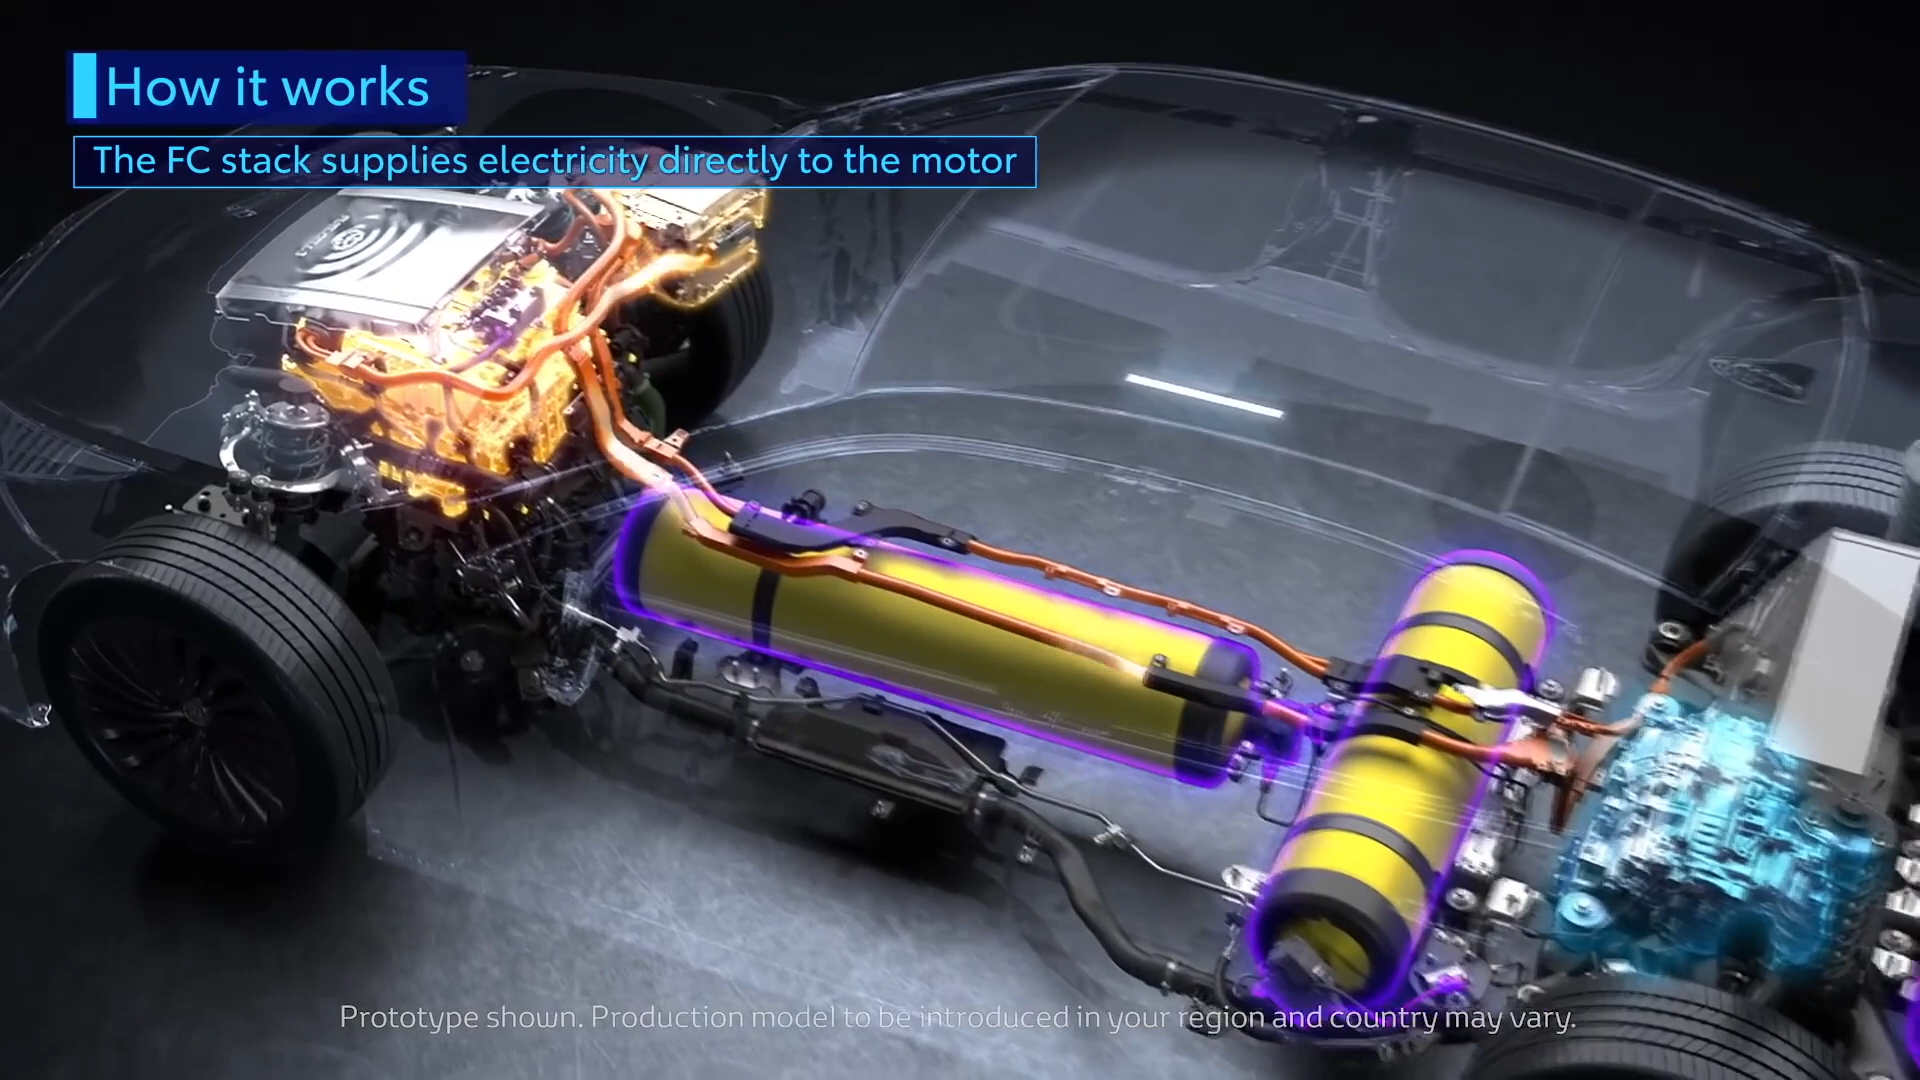 How it works
The FC stack supplies electricity directly to the motor
Prototype shown. Production model to be introduced in your region and country may vary.